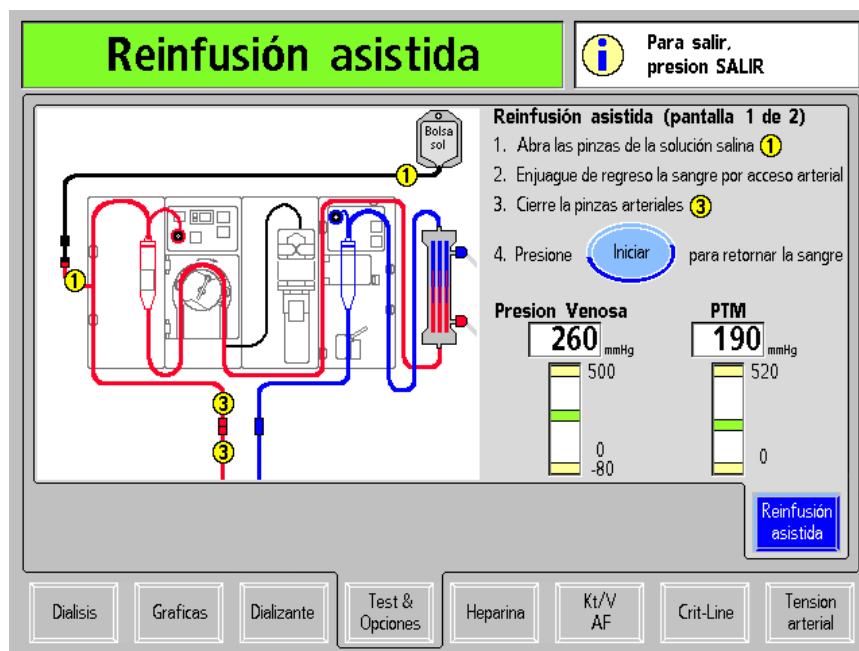 Reinfusión asistida
Para salir,
presion SALIR
Bolsa
sol
1
1
3
3
Reinfusión asistida (pantalla 1 de 2)
1. Abra las pinzas de la solución salina 1
2. Enjuague de regreso la sangre por acceso arterial
3. Cierre la pinzas arteriales 3
4. Presione Iniciar para retornar la sangre
Presion Venosa
260 mmHg
500
0
-80
PTM
190 mmHg
520
0
Reinfusión
asistida
Dialisis
Graficas
Dializante
Test &
Opciones
Heparina
Kt/V
AF
Crit-Line
Tension
arterial